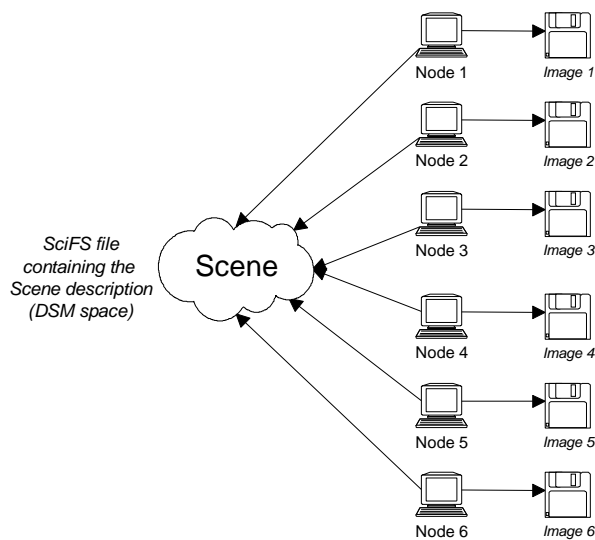 Node 1
Image 1
Node 2
Image 2
Node 3
Image 3
SciFS file
containing the
Scene description
(DSM space)
Scene
Node 4
Image 4
Node 5
Image 5
Node 6
Image 6